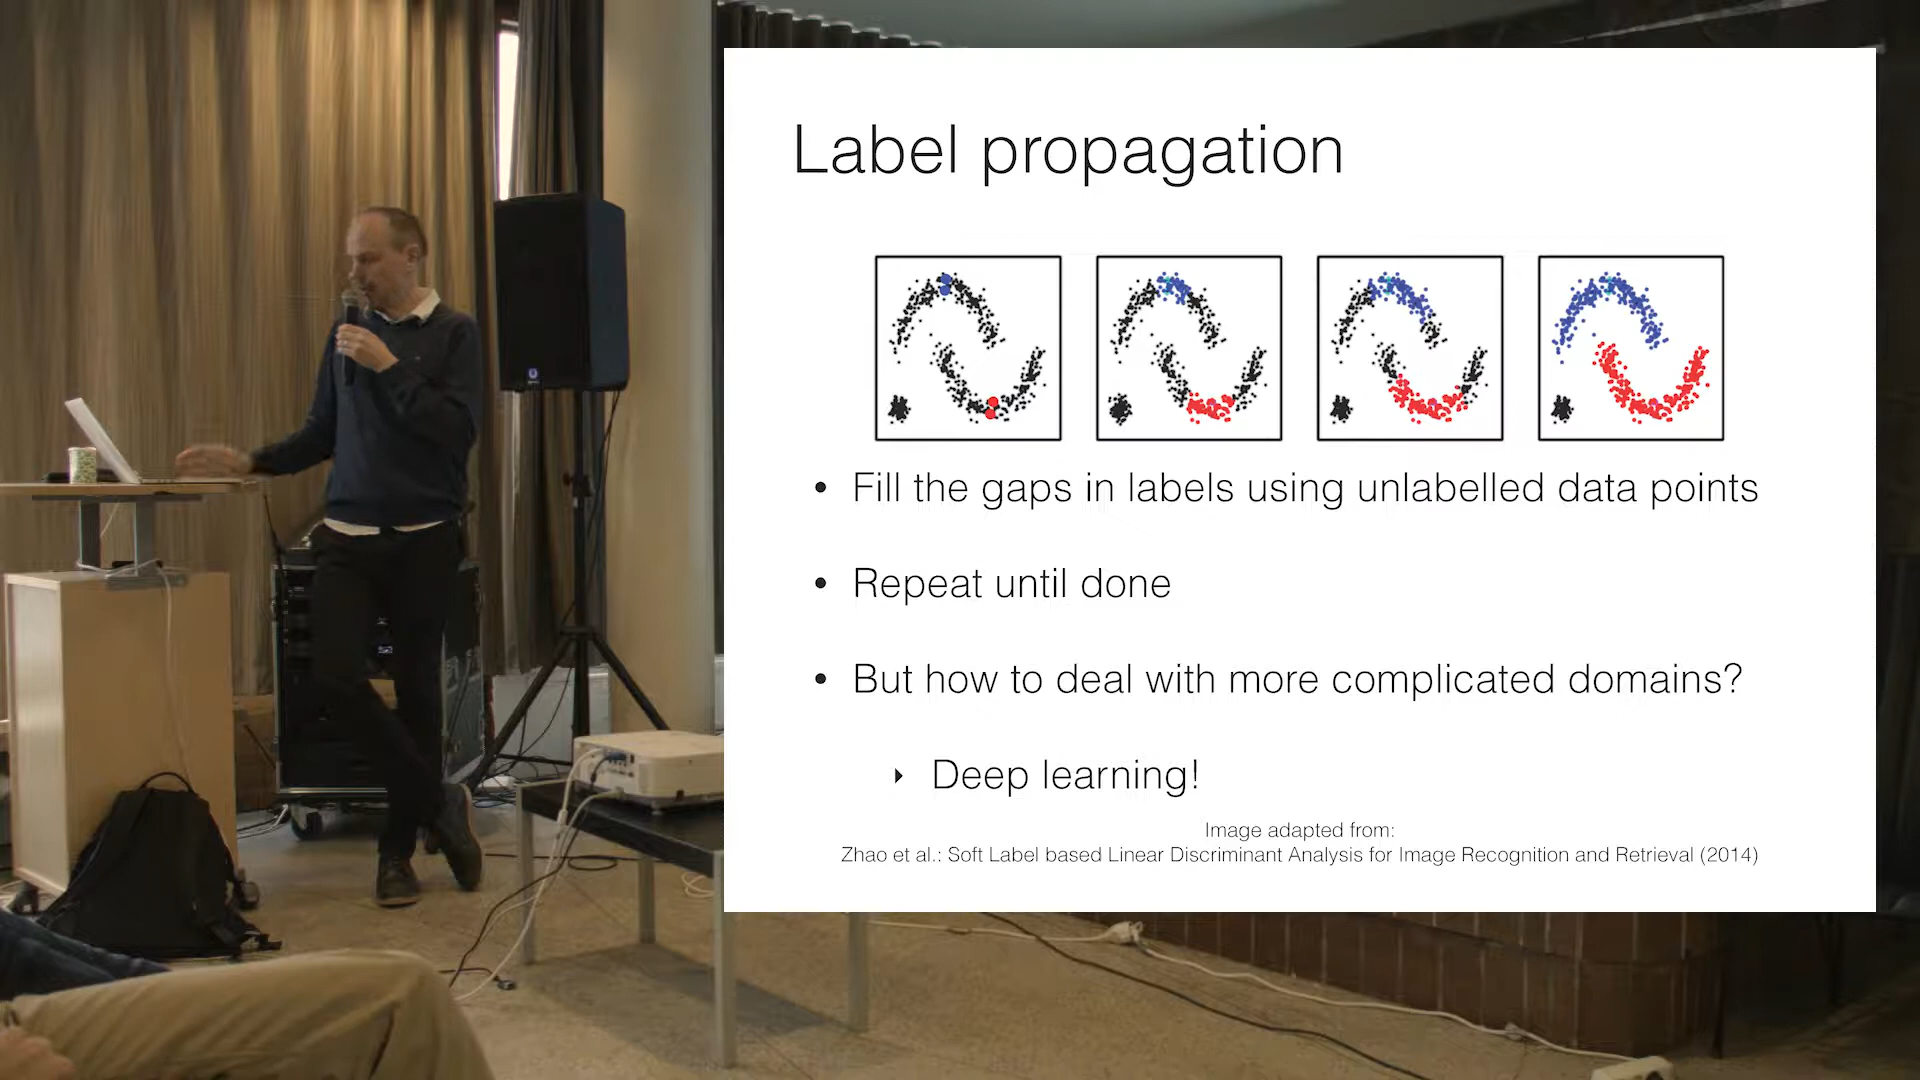 Label propagation
• Fill the gaps in labels using unlabelled data points
• Repeat until done
• But how to deal with more complicated domains?
‣ Deep learning!
Image adapted from:
Zhao et al.: Soft Label based Linear Discriminant Analysis for Image Recognition and Retrieval (2014)